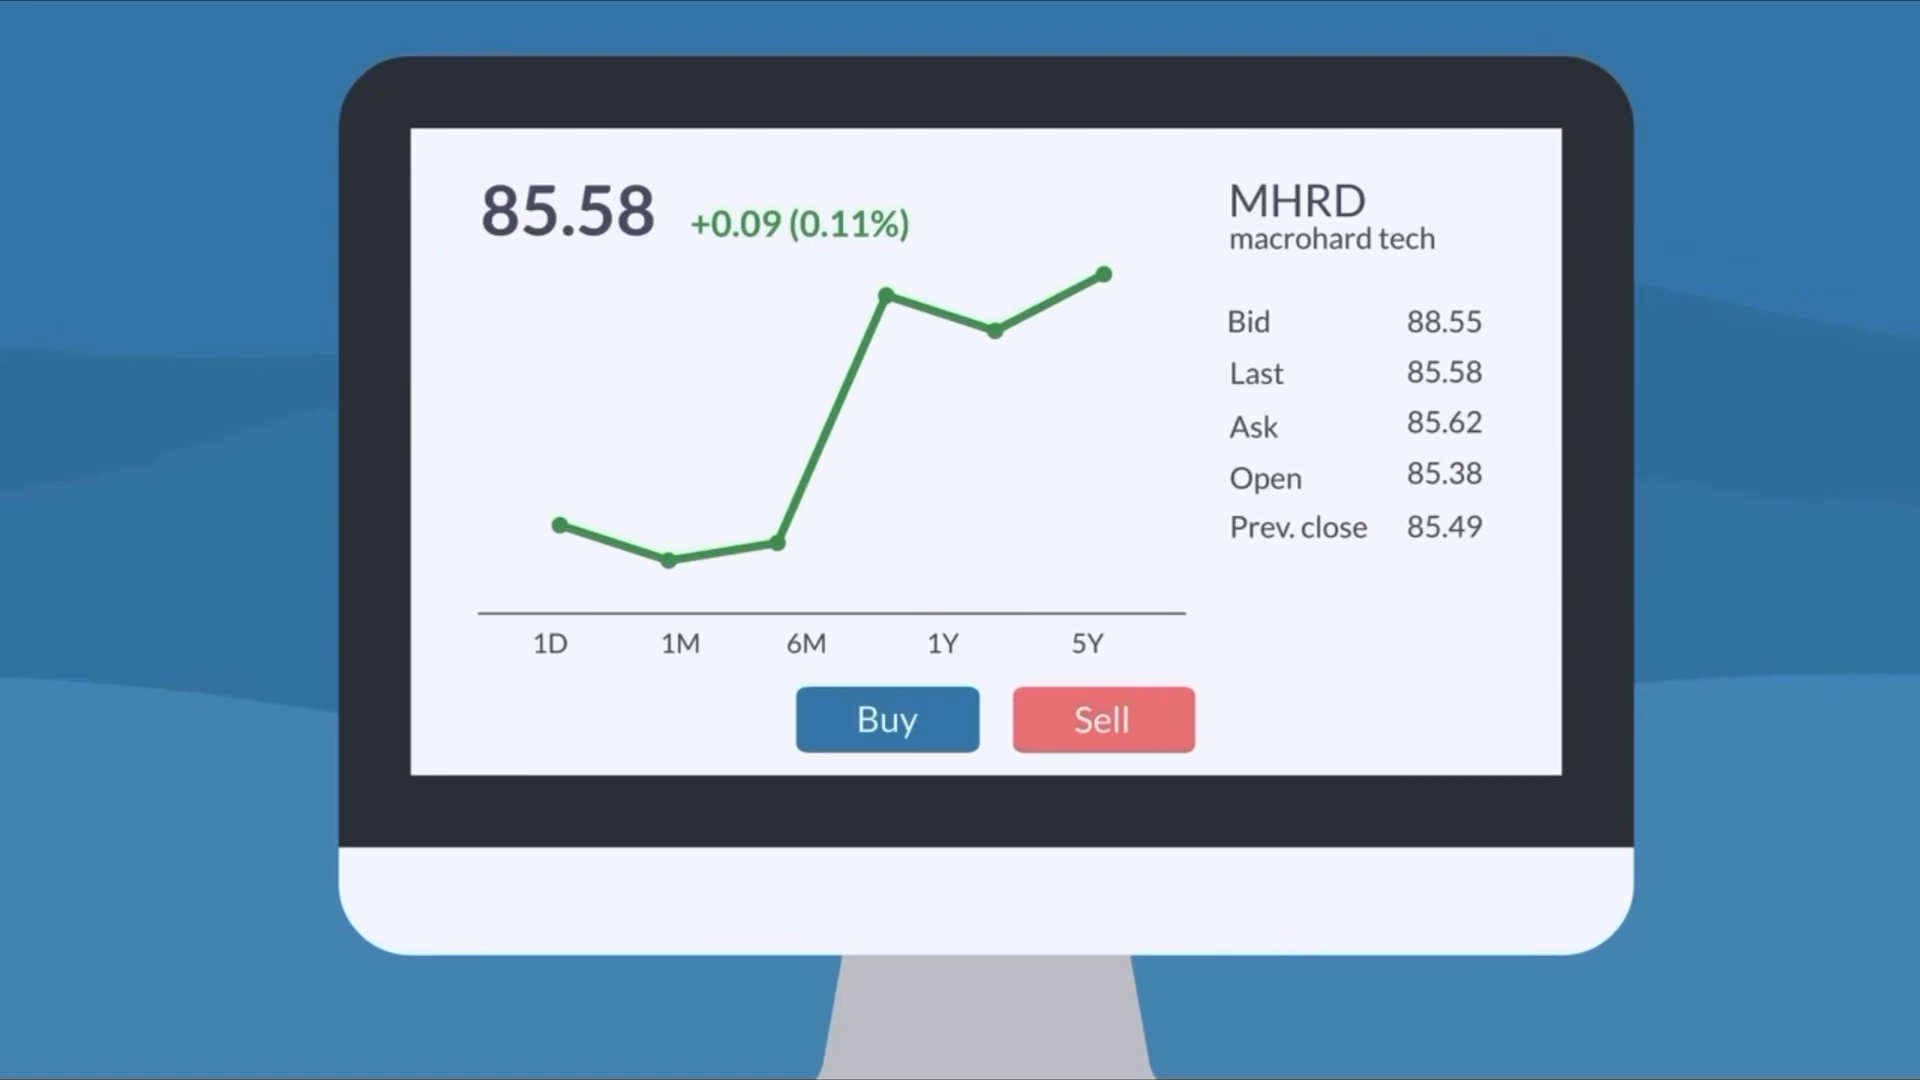 85.58 +0.09 (0.11%)
MHRD
macrohard tech
Bid 88.55
Last 85.58
Ask 85.62
Open 85.38
Prev. close 85.49
1D 1M 6M 1Y 5Y
Buy Sell